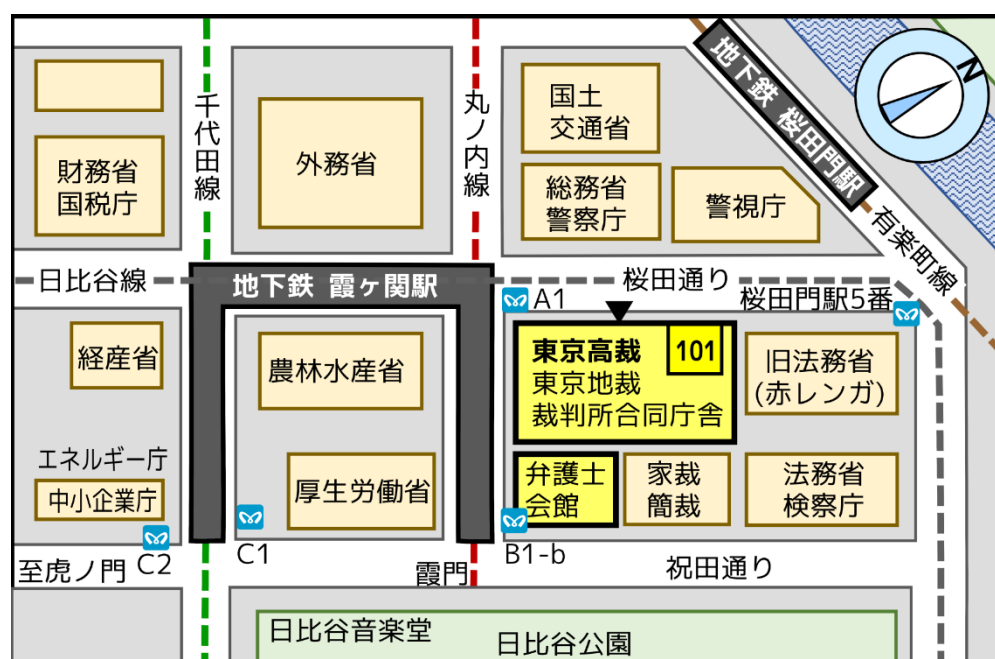 千代田線
丸ノ内線
国土
交通省
地下鉄 桜田門駅
N
財務省
国税庁
外務省
総務省
警察庁
警視庁
有楽町線
日比谷線
地下鉄 霞ヶ関駅
桜田通り
A1
桜田門駅5番
経産省
農林水産省
東京高裁
101
東京地裁
裁判所合同庁舎
旧法務省
(赤レンガ)
エネルギー庁
中小企業庁
厚生労働省
弁護士
会館
家裁
簡裁
法務省
検察庁
至虎ノ門
C2
C1
霞門
B1-b
祝田通り
日比谷音楽堂
日比谷公園